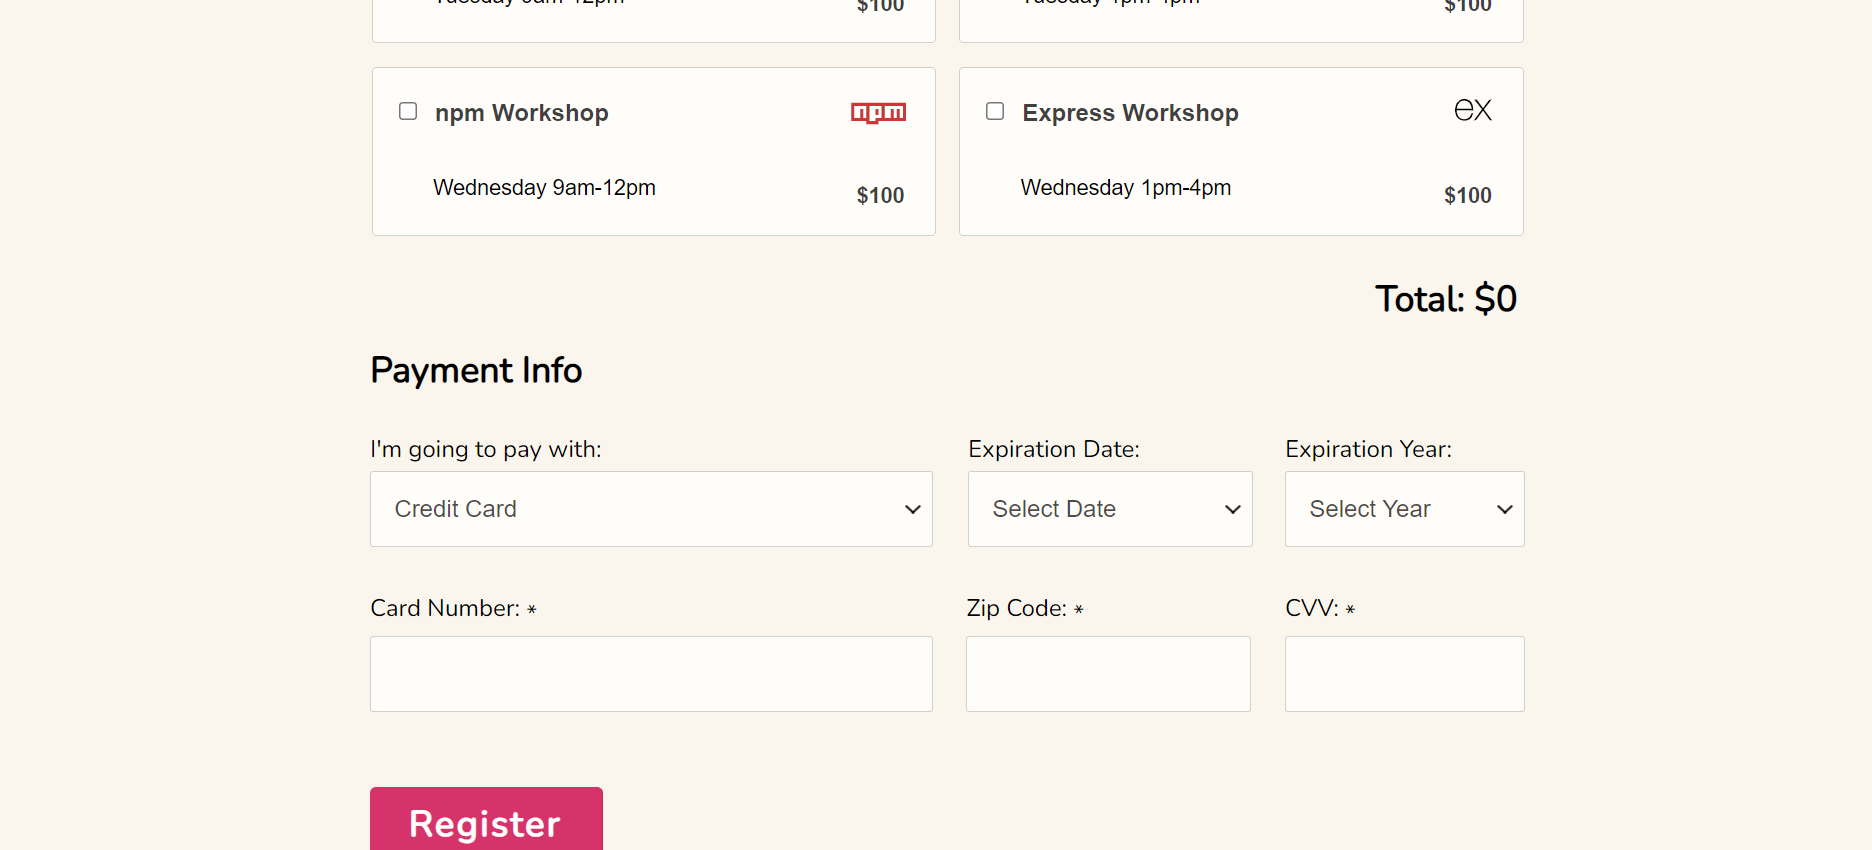 Tuesday 9am-12pm $100 Tuesday 1pm-4pm $100
npm Workshop npm Express Workshop ex
Wednesday 9am-12pm $100 Wednesday 1pm-4pm $100
Total: $0
Payment Info
I'm going to pay with: Expiration Date: Expiration Year:
Credit Card Select Date Select Year
Card Number: * Zip Code: * CVV: *
Register